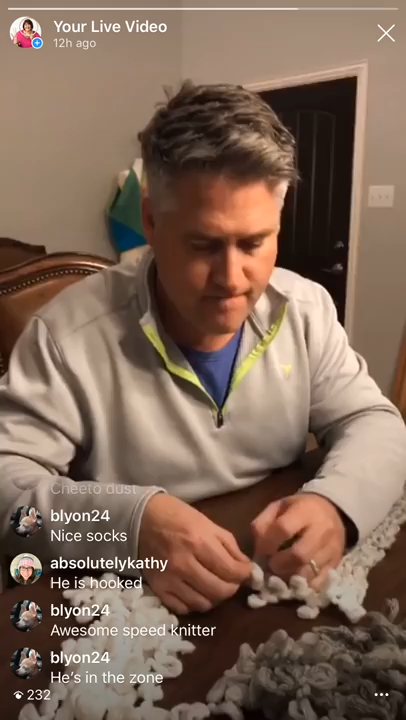 Your Live Video
12h ago
Cheeto dust
blyon24
Nice socks
absolutelykathy
He is hooked
blyon24
Awesome speed knitter
blyon24
He's in the zone
232